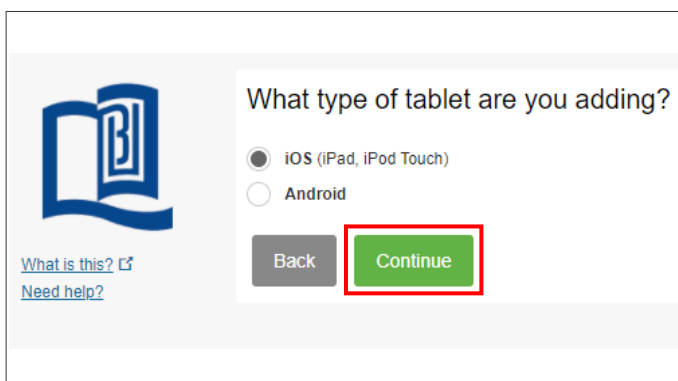 What type of tablet are you adding?
iOS (iPad, iPod Touch)
Android
Back
Continue
What is this?
Need help?